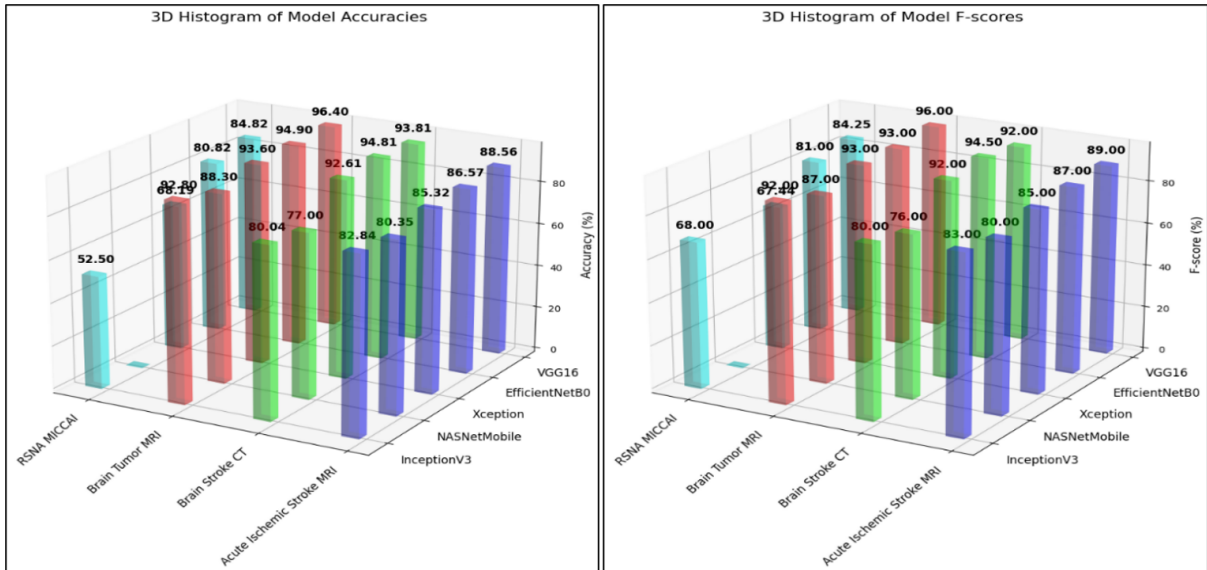 3D Histogram of Model Accuracies
96.40
84.82
94.90
93.81
80.82
93.60
94.81
88.56
92.80
68.19
88.30
92.61
86.57
85.32
80.04
77.00
80.35
82.84
52.50
80
60
40
20
0
Accuracy (%)
VGG16
EfficientNetB0
Xception
NASNetMobile
InceptionV3
RSNA MICCAI
Brain Tumor MRI
Brain Stroke CT
Acute Ischemic Stroke MRI
3D Histogram of Model F-scores
96.00
84.25
93.00
92.00
81.00
93.00
94.50
89.00
92.00
67.44
87.00
92.00
87.00
85.00
80.00
76.00
80.00
83.00
68.00
80
60
40
20
0
F-score (%)
VGG16
EfficientNetB0
Xception
NASNetMobile
InceptionV3
RSNA MICCAI
Brain Tumor MRI
Brain Stroke CT
Acute Ischemic Stroke MRI